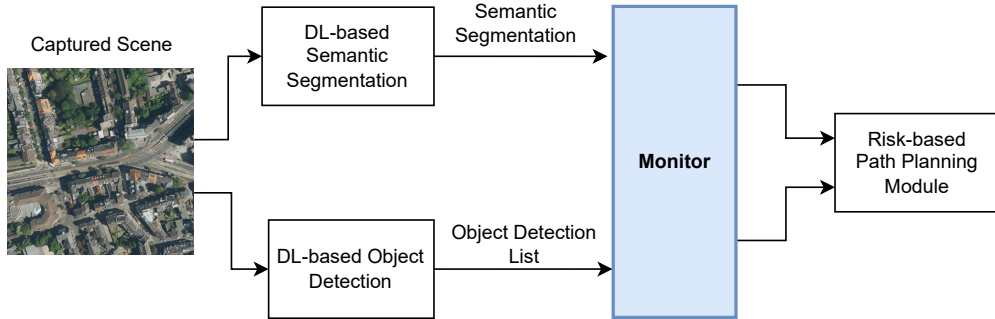 Captured Scene
DL-based
Semantic
Segmentation
Semantic
Segmentation
DL-based Object
Detection
Object Detection
List
Monitor
Risk-based
Path Planning
Module